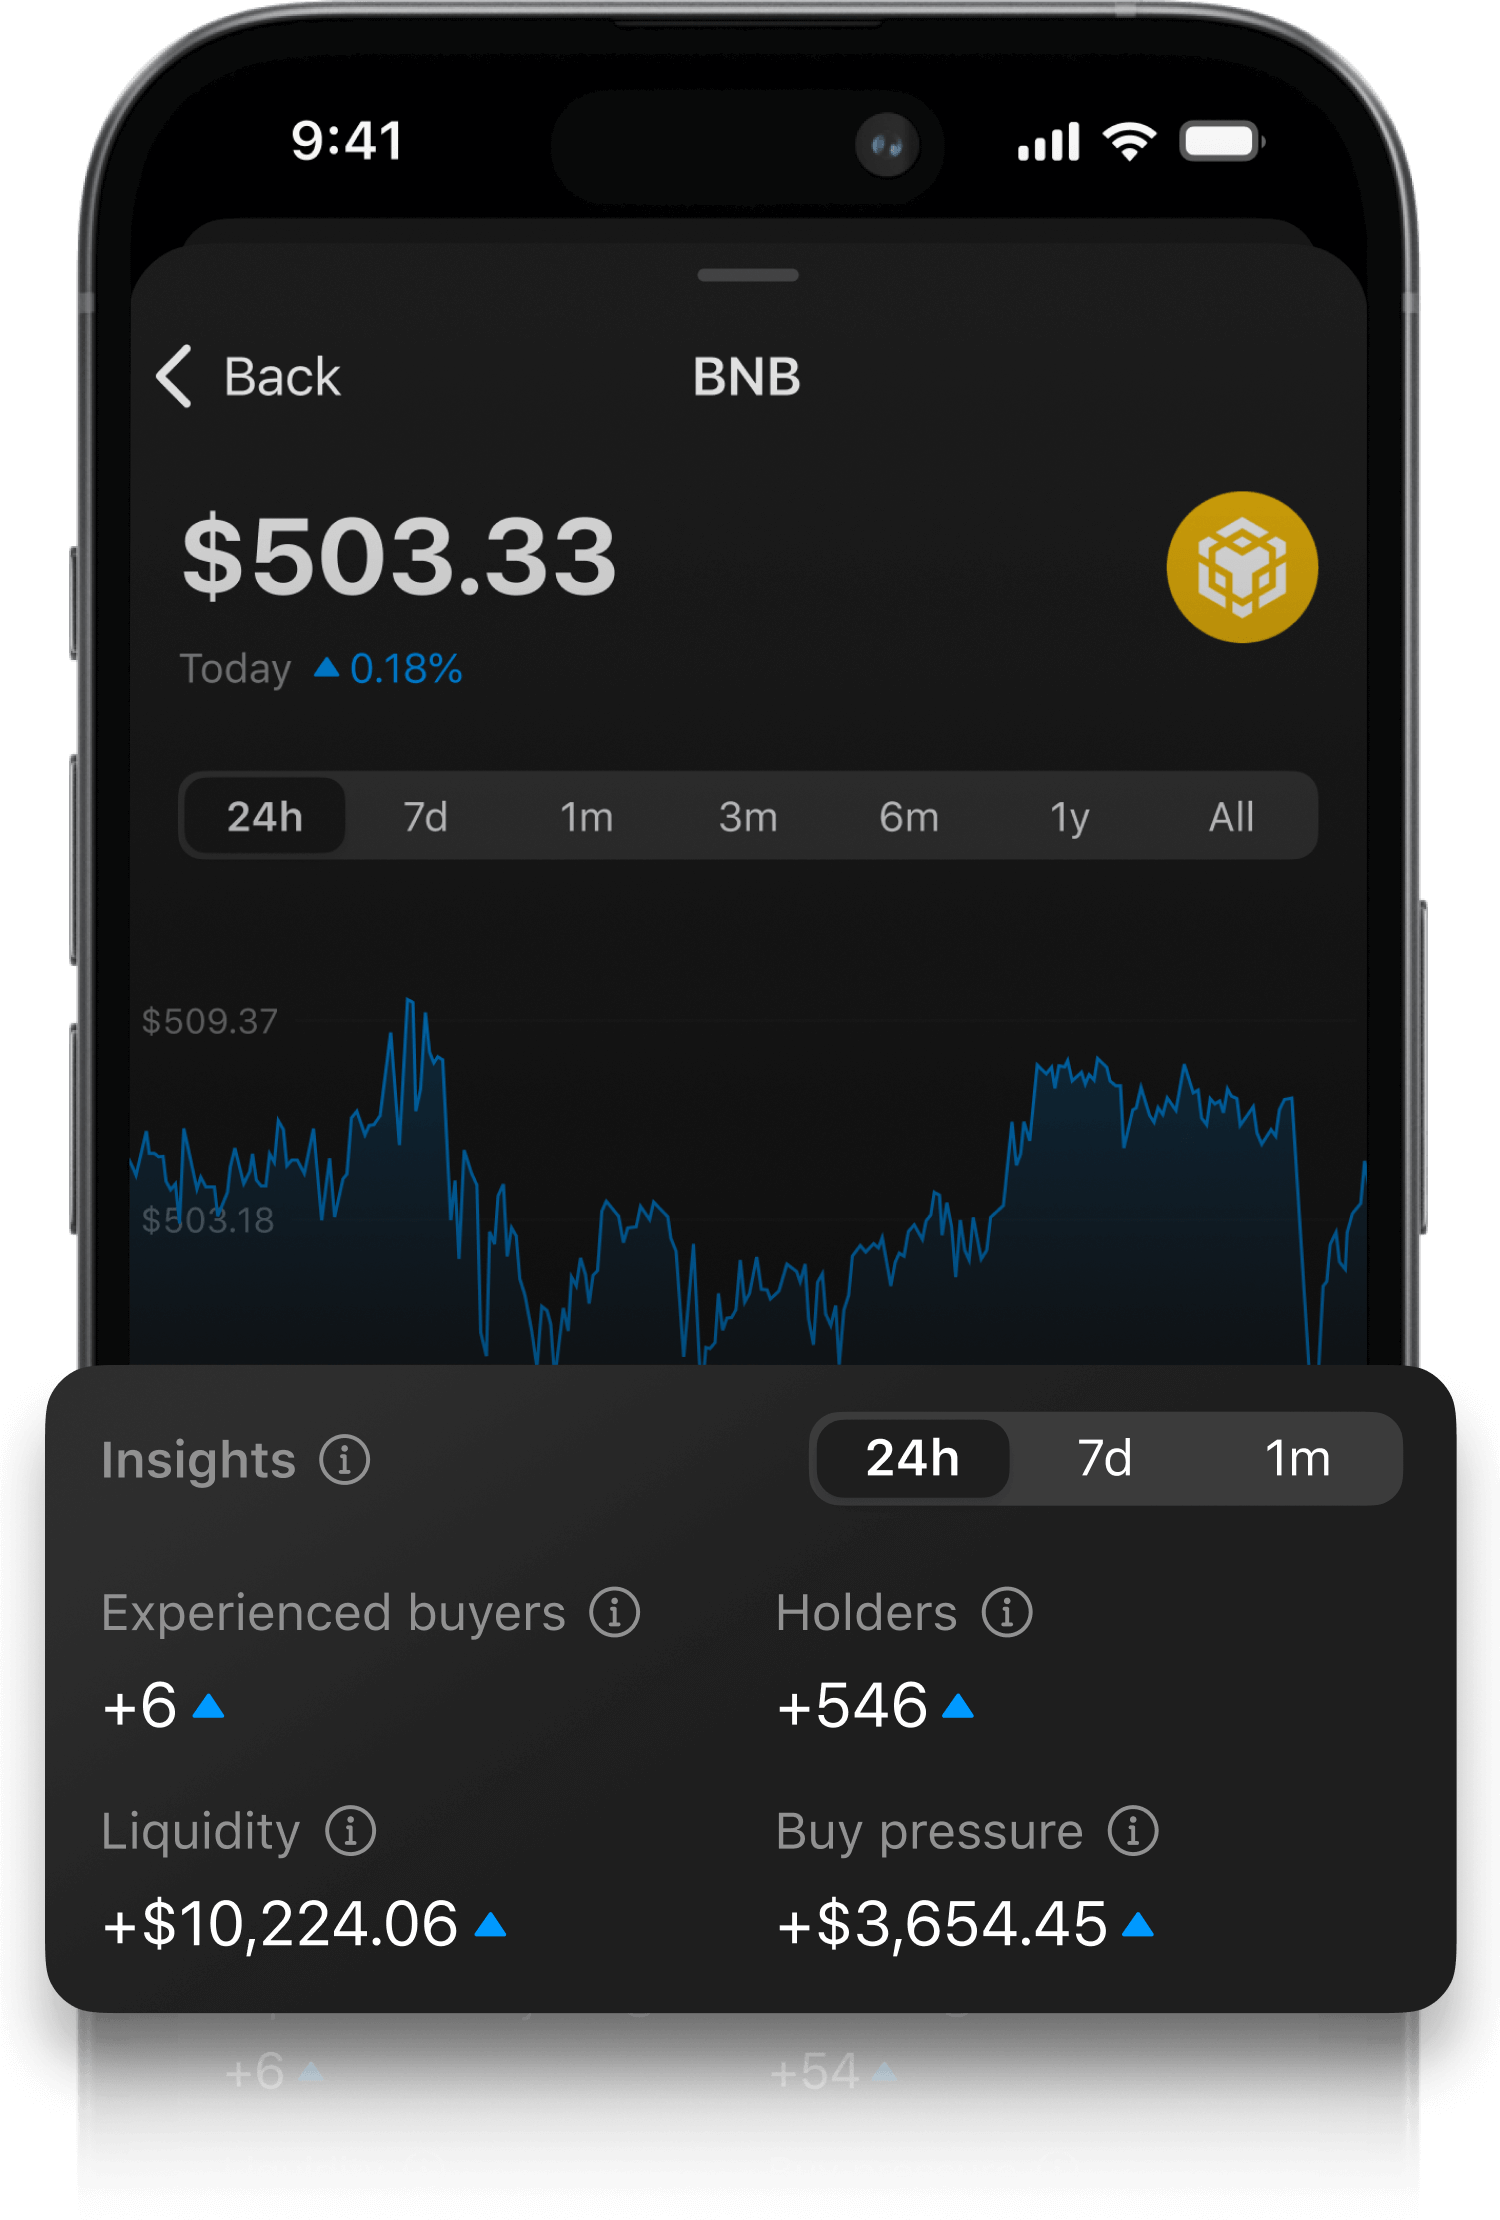 9:41
Back BNB
$503.33
Today 0.18%
24h 7d 1m 3m 6m 1y All
$509.37
$503.18
Insights 24h 7d 1m
Experienced buyers Holders
+6 +546
Liquidity Buy pressure
+$10,224.06 +$3,654.45
+6 +54